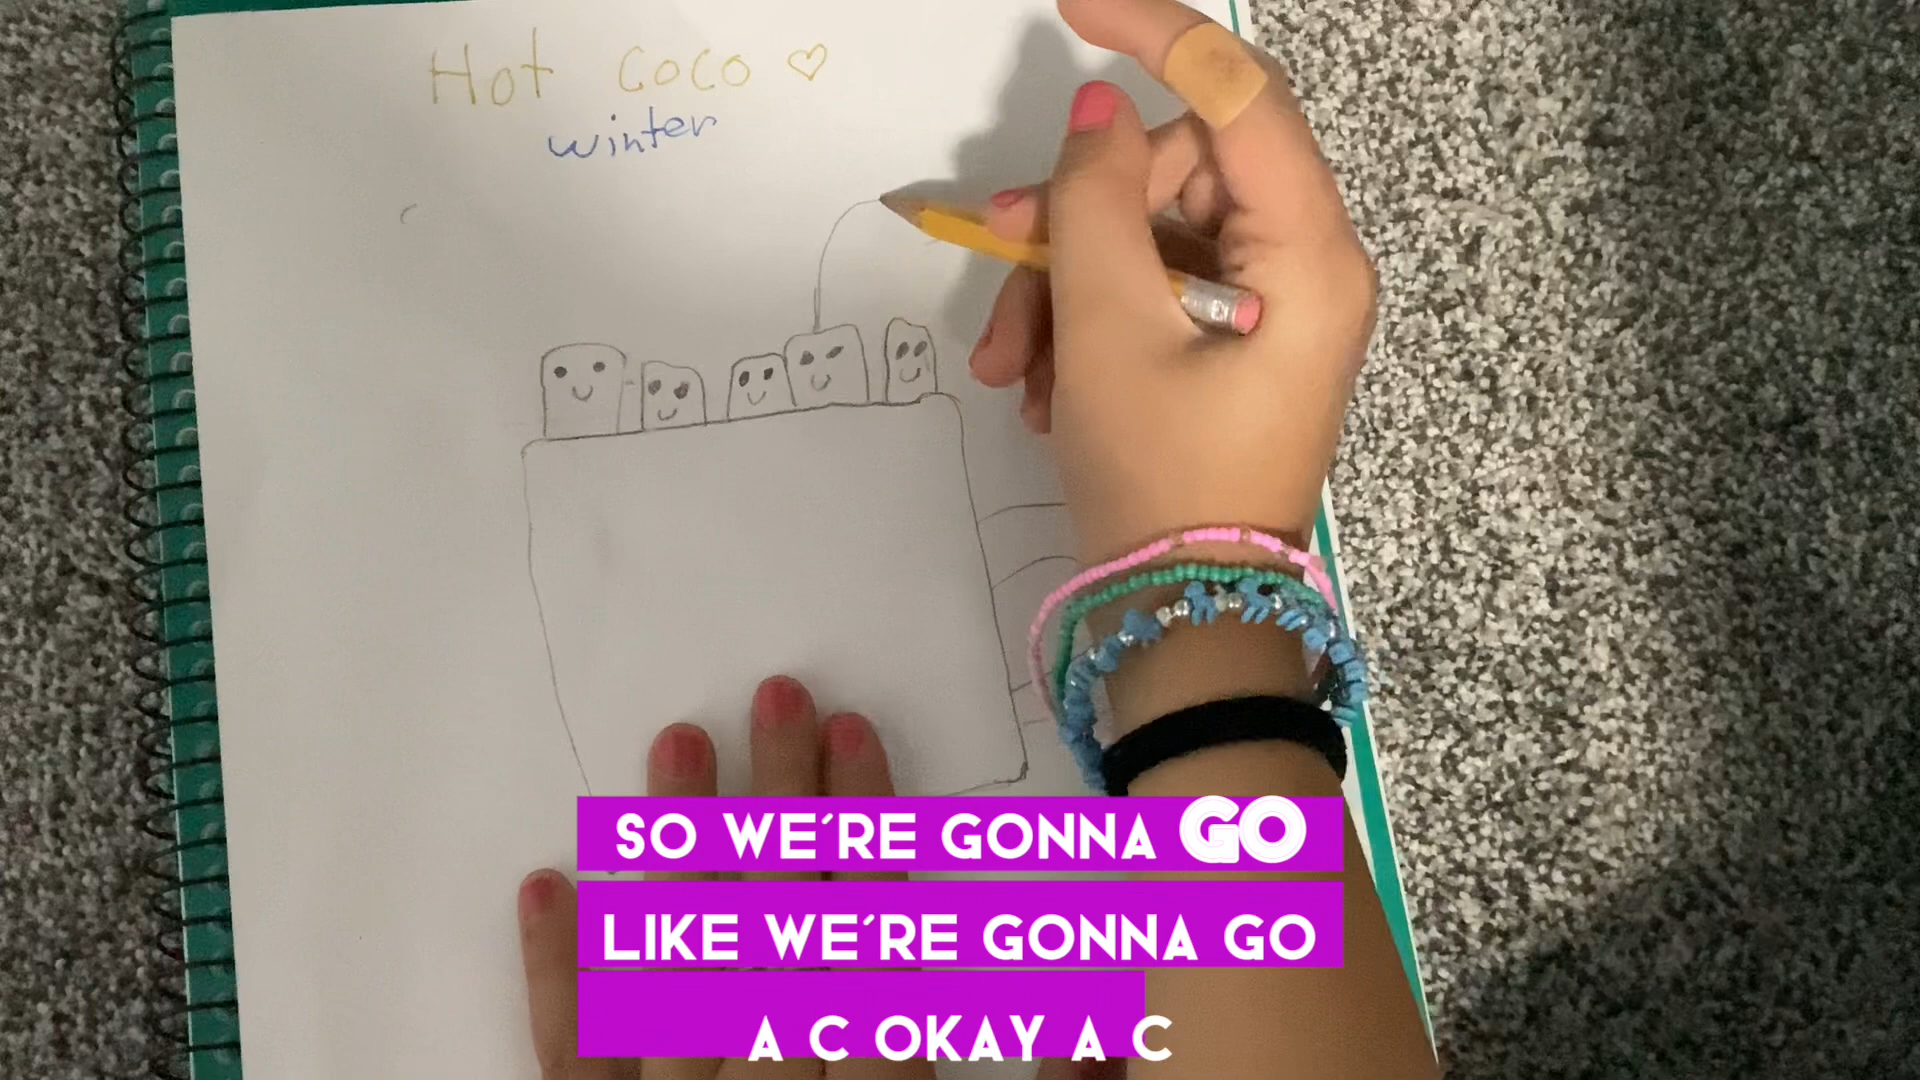 Hot coco ♡
winter
SO WE'RE GONNA GO
LIKE WE'RE GONNA GO
A C OKAY A C